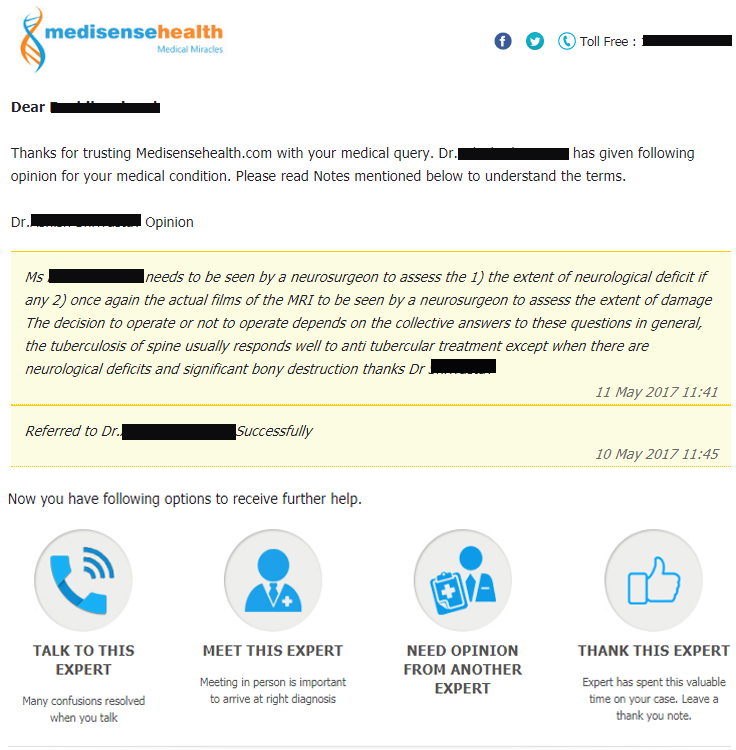 medisensehealth
Medical Miracles
Toll Free :
Dear
Thanks for trusting Medisensehealth.com with your medical query. Dr. has given following
opinion for your medical condition. Please read Notes mentioned below to understand the terms.
Dr. Opinion
Ms needs to be seen by a neurosurgeon to assess the 1) the extent of neurological deficit if
any 2) once again the actual films of the MRI to be seen by a neurosurgeon to assess the extent of damage
The decision to operate or not to operate depends on the collective answers to these questions in general,
the tuberculosis of spine usually responds well to anti tubercular treatment except when there are
neurological deficits and significant bony destruction thanks Dr
11 May 2017 11:41
Referred to Dr. Successfully
10 May 2017 11:45
Now you have following options to receive further help.
TALK TO THIS
EXPERT
Many confusions resolved
when you talk
MEET THIS EXPERT
Meeting in person is important
to arrive at right diagnosis
NEED OPINION
FROM ANOTHER
EXPERT
THANK THIS EXPERT
Expert has spent this valuable
time on your case. Leave a
thank you note.